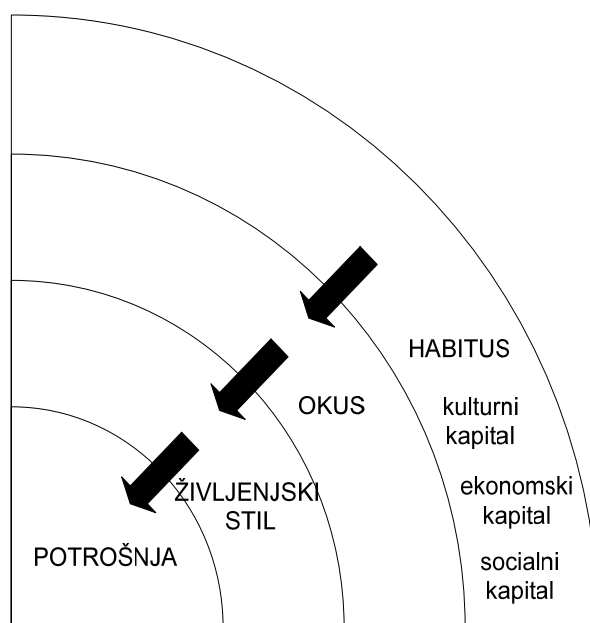 HABITUS
kulturni
kapital
ekonomski
kapital
socialni
kapital
OKUS
ŽIVLJENJSKI
STIL
POTROŠNJA